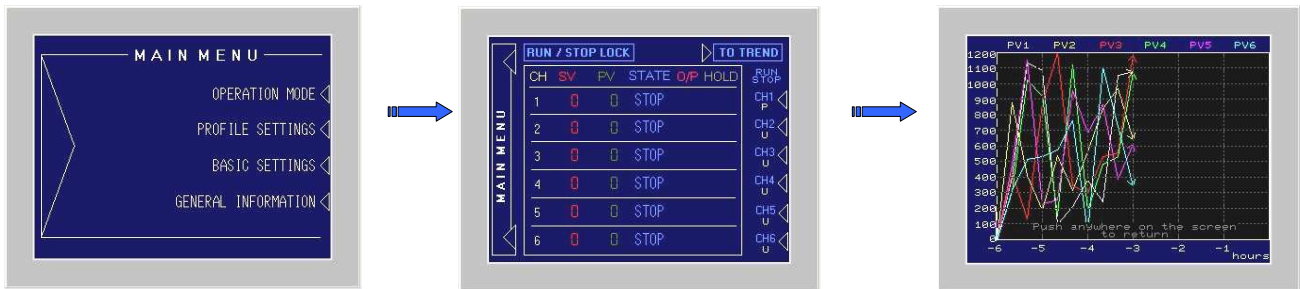 MAIN MENU
OPERATION MODE
PROFILE SETTINGS
BASIC SETTINGS
GENERAL INFORMATION
RUN / STOP LOCK
TO TREND
MAIN MENU
CH SV PV STATE O/P HOLD RUN STOP
1 0 0 STOP CH1 P
2 0 0 STOP CH2 U
3 0 0 STOP CH3 U
4 0 0 STOP CH4 U
5 0 0 STOP CH5 U
6 0 0 STOP CH6 U
PV1 PV2 PV3 PV4 PV5 PV6
1200
1100
1000
900
800
700
600
500
400
300
200
100
0
Push anywhere on the screen
to return
-6 -5 -4 -3 -2 -1
hours